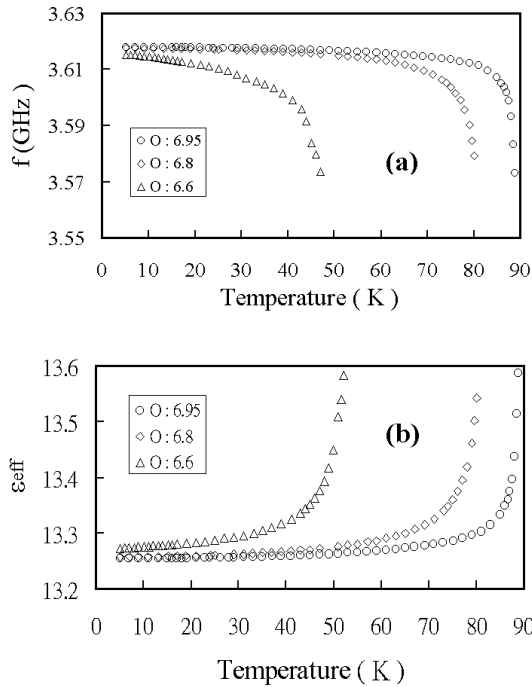 3.63
3.61
3.59
3.57
3.55
f (GHz)
O : 6.95
O : 6.8
O : 6.6
(a)
0 10 20 30 40 50 60 70 80 90
Temperature ( K )
13.6
13.5
13.4
13.3
13.2
εeff
O : 6.95
O : 6.8
O : 6.6
(b)
0 10 20 30 40 50 60 70 80 90
Temperature ( K )